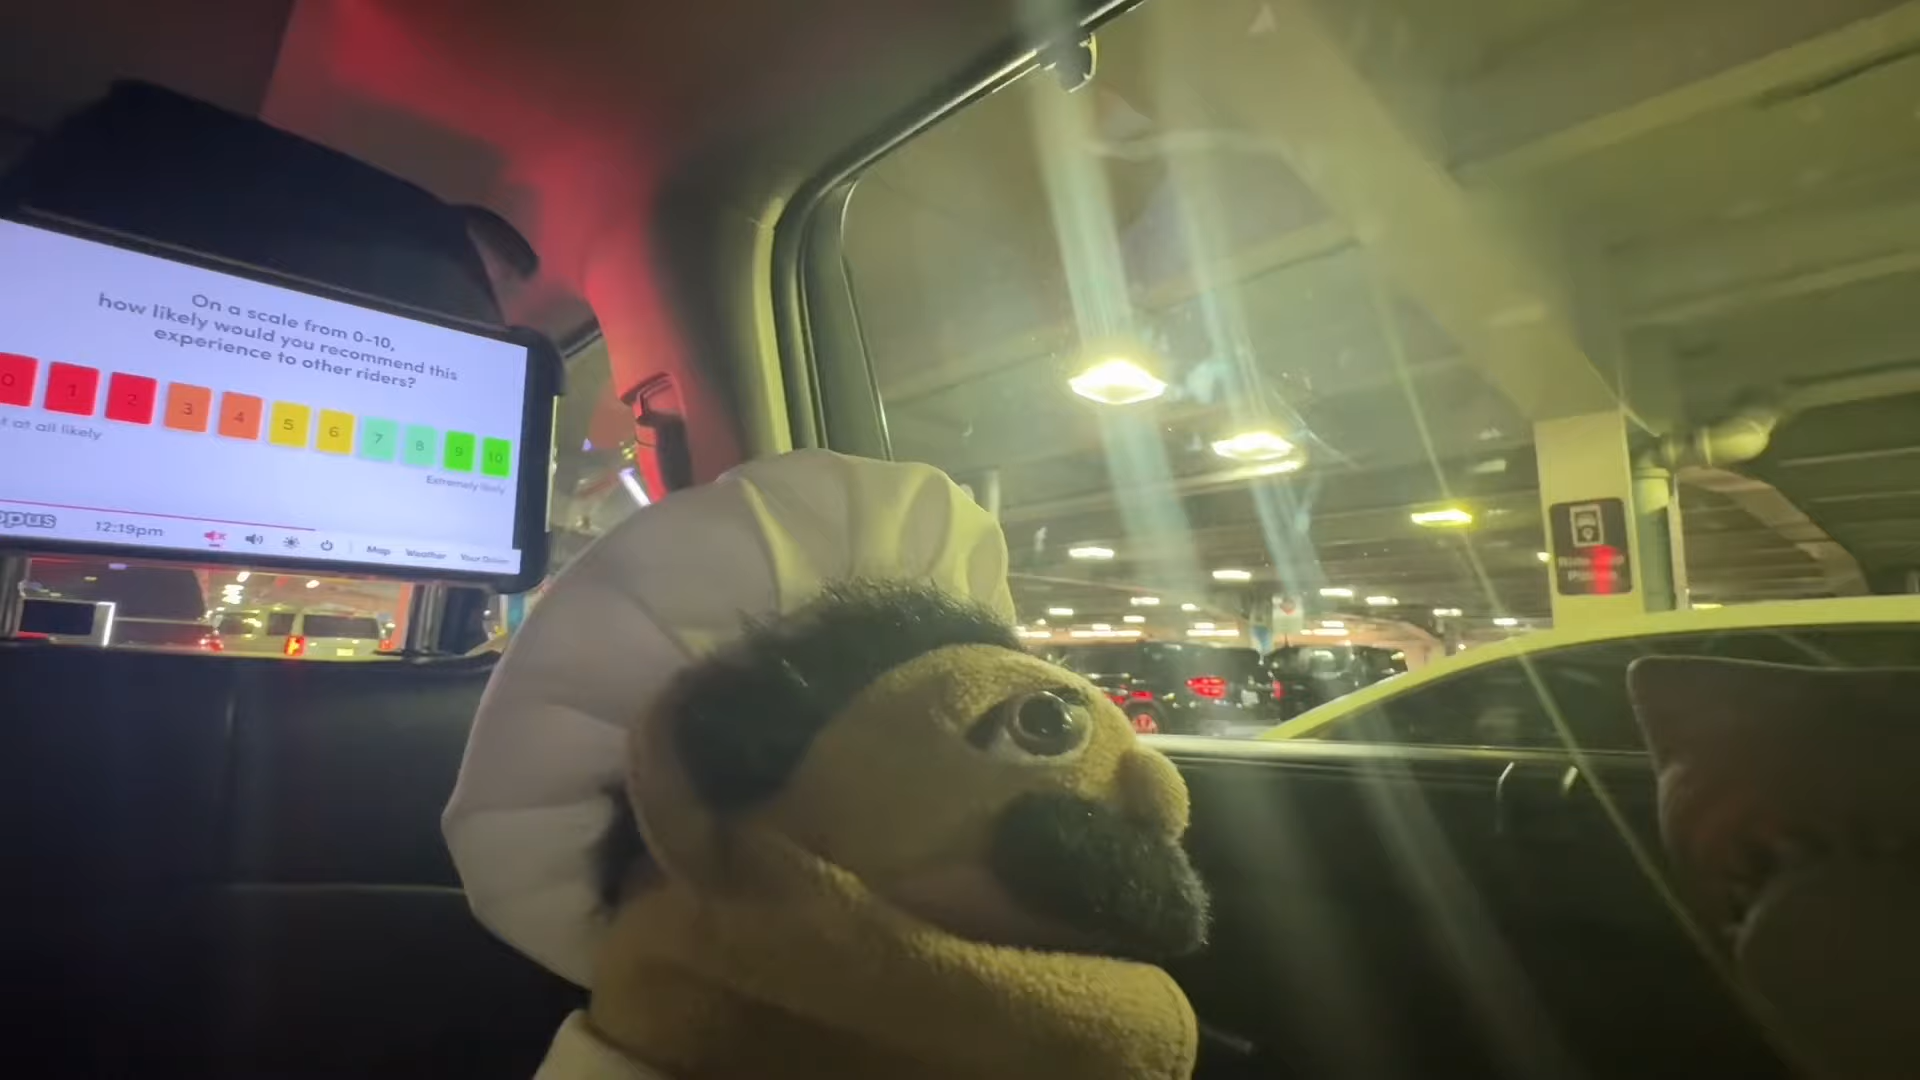 On a scale from 0-10,
how likely would you recommend this
experience to other riders?
0 1 2 3 4 5 6 7 8 9 10
t at all likely
Extremely likely
opus
12:19pm
Map Weather